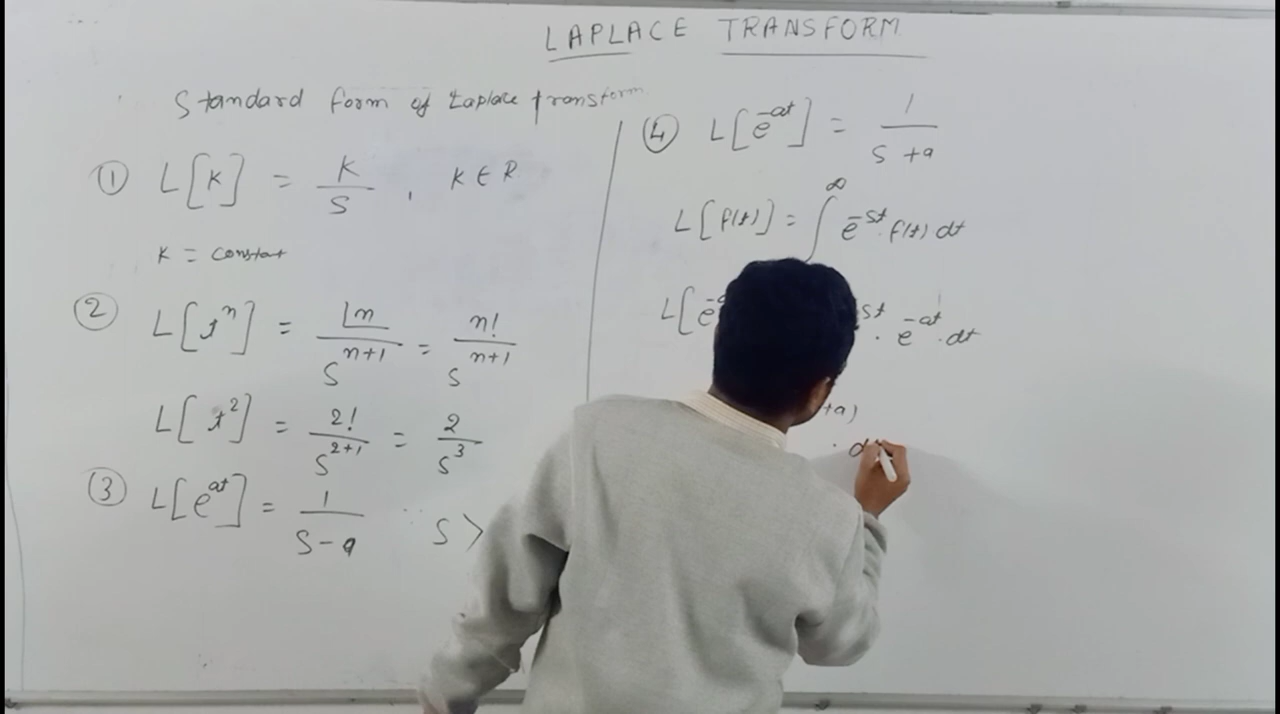 LAPLACE TRANSFORM
Standard form of Laplace transform
① L[K] = K/S , K ∈ R
K = constant
② L[t^n] = ⌊n/S^(n+1) = n!/S^(n+1)
L[t^2] = 2!/S^(2+1) = 2/S^3
③ L[e^at] = 1/(S-a) ∵ S >
④ L[e^-at] = 1/(S+a)
L[f(t)] = ∫ ∞ e^-st . f(t) dt
L[e^- st . e^-at . dt
+a)
. d